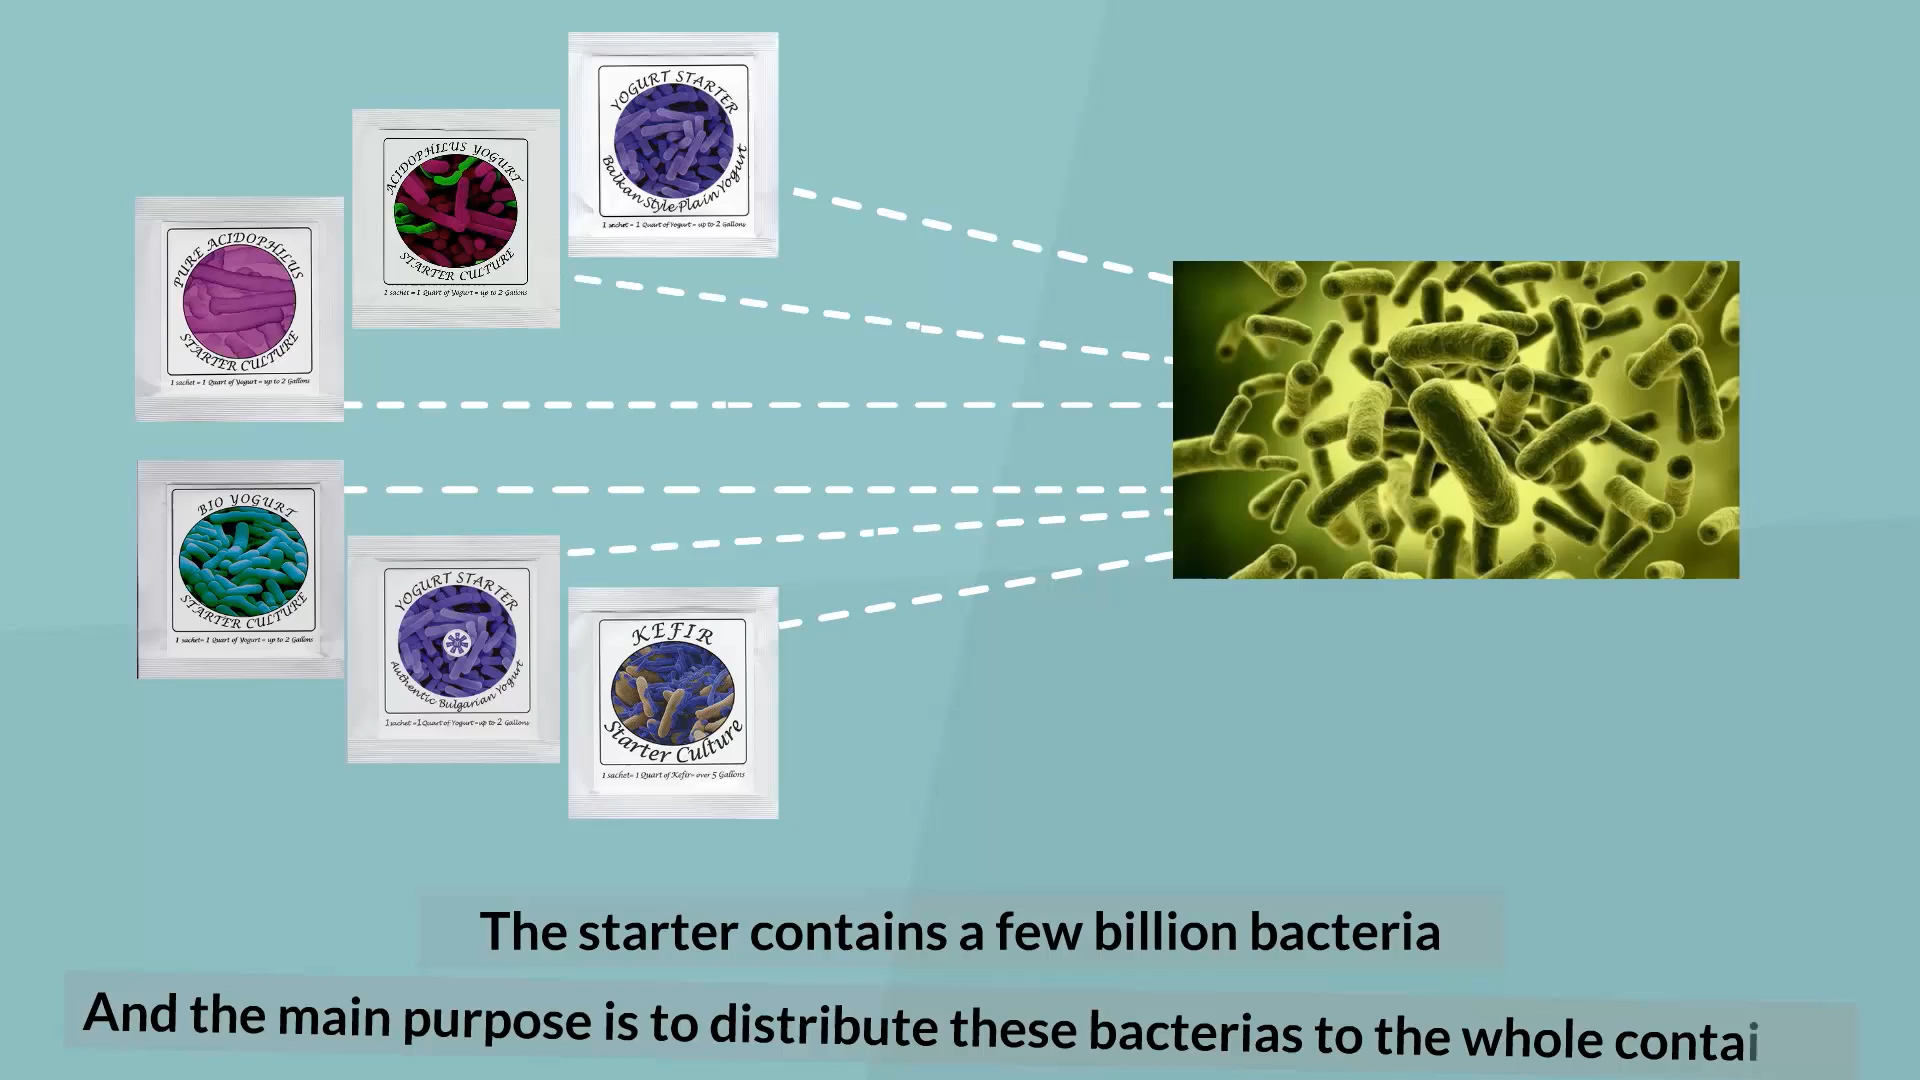 YOGURT STARTER
Balkan Style Plain Yogurt
1 sachet = 1 Quart of Yogurt = up to 2 Gallons
ACIDOPHILUS YOGURT
STARTER CULTURE
1 sachet = 1 Quart of Yogurt = up to 2 Gallons
PURE ACIDOPHILUS
STARTER CULTURE
1 sachet = 1 Quart of Yogurt = up to 2 Gallons
BIO YOGURT
STARTER CULTURE
1 sachet= 1 Quart of Yogurt = up to 2 Gallons
YOGURT STARTER
Authentic Bulgarian Yogurt
1 sachet =1 Quart of Yogurt =up to 2 Gallons
KEFIR
Starter Culture
1 sachet= 1 Quart of Kefir= over 5 Gallons
The starter contains a few billion bacteria
And the main purpose is to distribute these bacterias to the whole contai